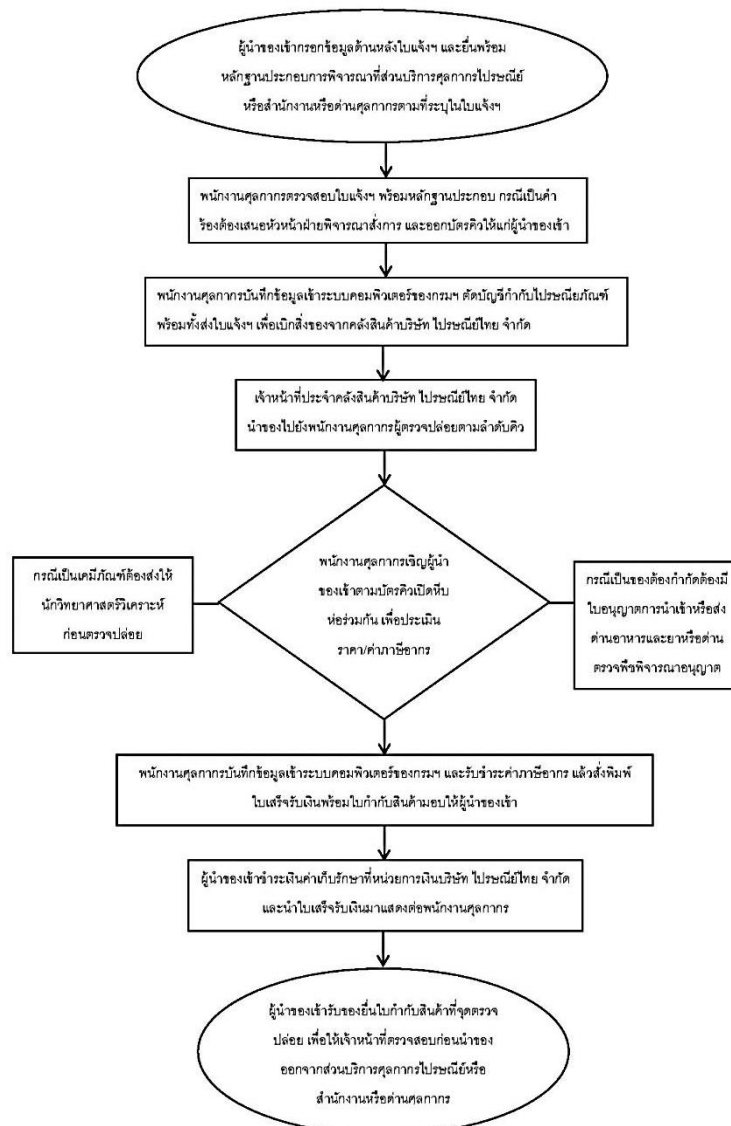 ผู้นำของเข้ากรอกข้อมูลด้านหลังใบแจ้งฯ และยื่นพร้อม
หลักฐานประกอบการพิจารณาที่ส่วนบริการศุลกากรไปรษณีย์
หรือสำนักงานหรือด่านศุลกากรตามที่ระบุในใบแจ้งฯ
พนักงานศุลกากรตรวจสอบใบแจ้งฯ พร้อมหลักฐานประกอบ กรณีเป็นคำ
ร้องต้องเสนอหัวหน้าฝ่ายพิจารณาสั่งการ และออกบัตรคิวให้แก่ผู้นำของเข้า
พนักงานศุลกากรบันทึกข้อมูลเข้าระบบคอมพิวเตอร์ของกรมฯ ตัดบัญชีกำกับไปรษณียภัณฑ์
พร้อมทั้งส่งใบแจ้งฯ เพื่อเบิกสิ่งของจากคลังสินค้าบริษัท ไปรษณีย์ไทย จำกัด
เจ้าหน้าที่ประจำคลังสินค้าบริษัท ไปรษณีย์ไทย จำกัด
นำของไปยังพนักงานศุลกากรผู้ตรวจปล่อยตามลำดับคิว
กรณีเป็นเคมีภัณฑ์ต้องส่งให้
นักวิทยาศาสตร์วิเคราะห์
ก่อนตรวจปล่อย
พนักงานศุลกากรเชิญผู้นำ
ของเข้าตามบัตรคิวเปิดหีบ
ห่อร่วมกัน เพื่อประเมิน
ราคา/ค่าภาษีอากร
กรณีเป็นของต้องกำกัดต้องมี
ใบอนุญาตการนำเข้าหรือส่ง
ด่านอาหารและยาหรือด่าน
ตรวจพืชพิจารณาอนุญาต
พนักงานศุลกากรบันทึกข้อมูลเข้าระบบคอมพิวเตอร์ของกรมฯ และรับชำระค่าภาษีอากร แล้วสั่งพิมพ์
ใบเสร็จรับเงินพร้อมใบกำกับสินค้ามอบให้ผู้นำของเข้า
ผู้นำของเข้าชำระเงินค่าเก็บรักษาที่หน่วยการเงินบริษัท ไปรษณีย์ไทย จำกัด
และนำใบเสร็จรับเงินมาแสดงต่อพนักงานศุลกากร
ผู้นำของเข้ารับของยื่นใบกำกับสินค้าที่จุดตรวจ
ปล่อย เพื่อให้เจ้าหน้าที่ตรวจสอบก่อนนำของ
ออกจากส่วนบริการศุลกากรไปรษณีย์หรือ
สำนักงานหรือด่านศุลกากร